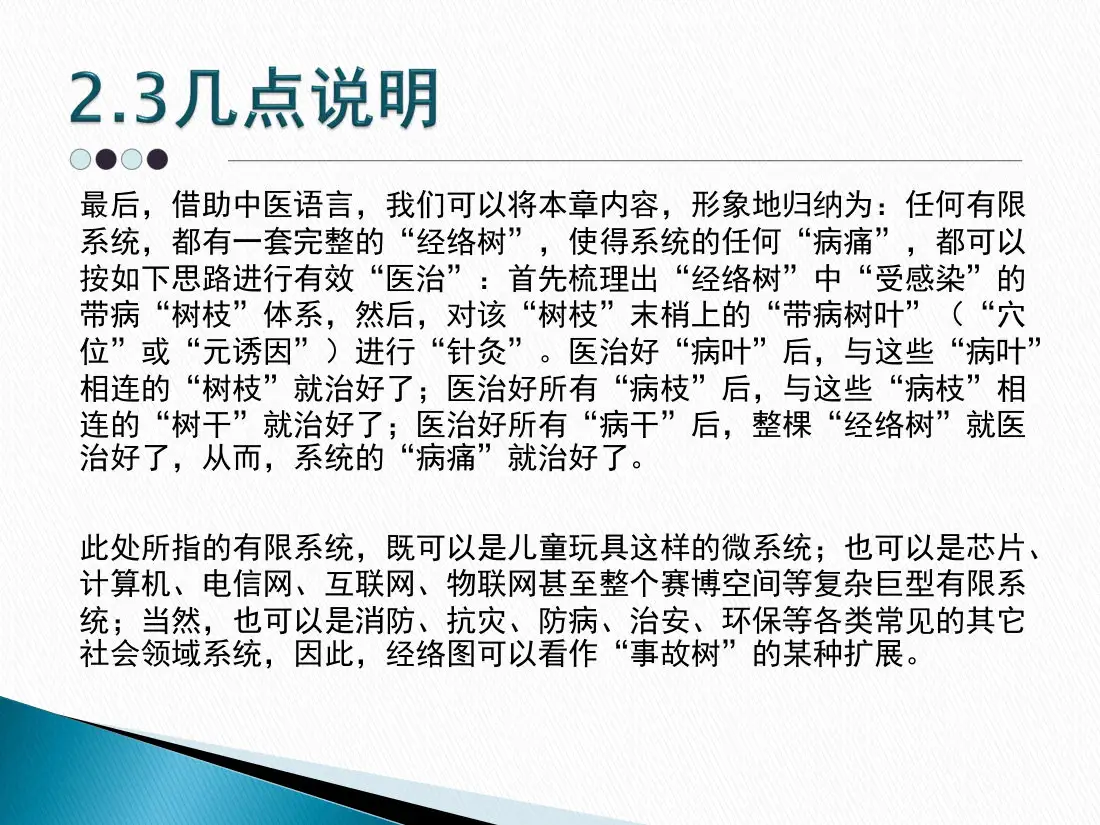 2.3几点说明
最后，借助中医语言，我们可以将本章内容，形象地归纳为：任何有限
系统，都有一套完整的“经络树”，使得系统的任何“病痛”，都可以
按如下思路进行有效“医治”：首先梳理出“经络树”中“受感染”的
带病“树枝”体系，然后，对该“树枝”末梢上的“带病树叶”（“穴
位”或“元诱因”）进行“针灸”。医治好“病叶”后，与这些“病叶”
相连的“树枝”就治好了；医治好所有“病枝”后，与这些“病枝”相
连的“树干”就治好了；医治好所有“病干”后，整棵“经络树”就医
治好了，从而，系统的“病痛”就治好了。
此处所指的有限系统，既可以是儿童玩具这样的微系统；也可以是芯片、
计算机、电信网、互联网、物联网甚至整个赛博空间等复杂巨型有限系
统；当然，也可以是消防、抗灾、防病、治安、环保等各类常见的其它
社会领域系统，因此，经络图可以看作“事故树”的某种扩展。